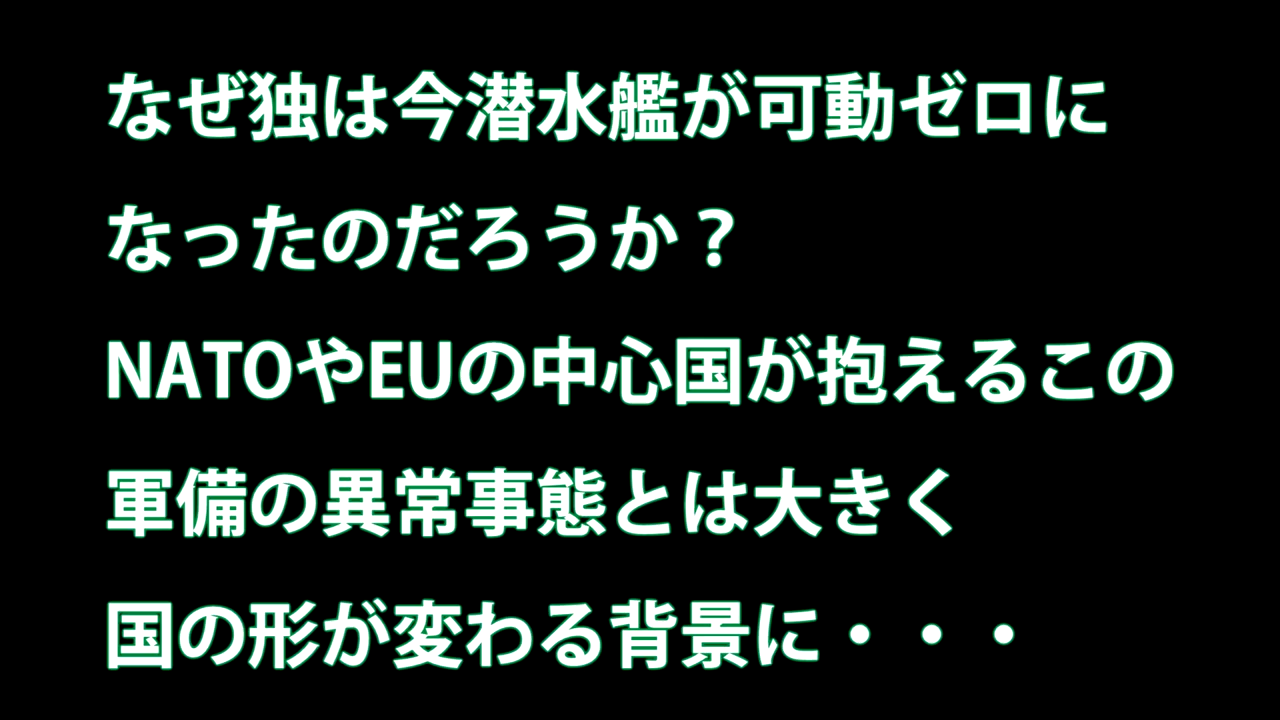 なぜ独は今潜水艦が可動ゼロに
なったのだろうか？
NATOやEUの中心国が抱えるこの
軍備の異常事態とは大きく
国の形が変わる背景に・・・